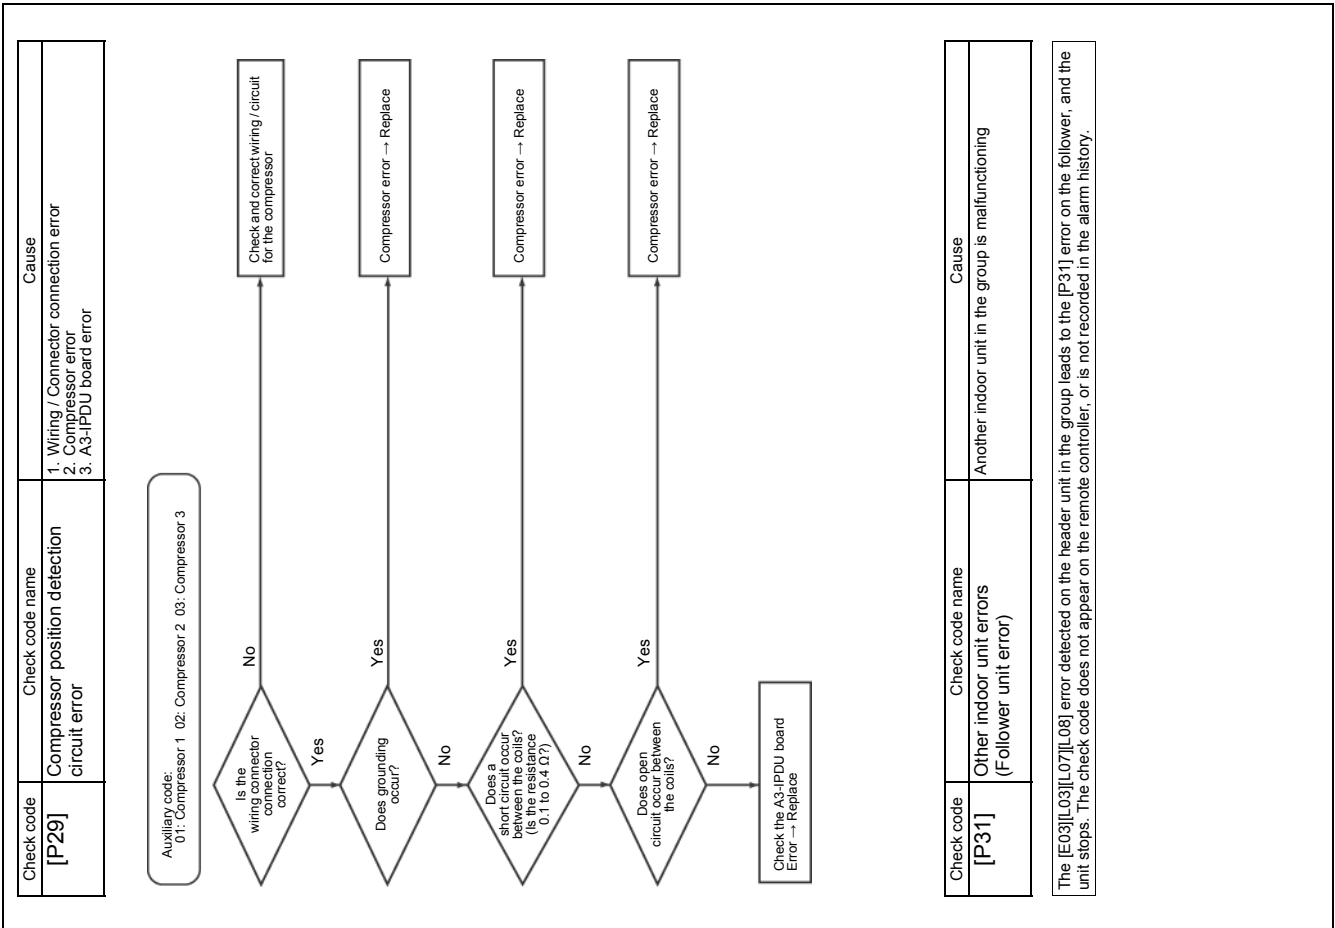 Check code
Check code name
Cause
[P29]
Compressor position detection
circuit error
1. Wiring / Connector connection error
2. Compressor error
3. A3-IPDU board error
Auxiliary code:
01: Compressor 1 02: Compressor 2 03: Compressor 3
Is the
wiring connector
connection
correct?
No
Check and correct wiring / circuit
for the compressor
Yes
Does grounding
occur?
Yes
Compressor error → Replace
No
Does a
short circuit occur
between the coils?
(Is the resistance
0.1 to 0.4 Ω?)
Yes
Compressor error → Replace
No
Does open
circuit occur between
the coils?
Yes
Compressor error → Replace
No
Check the A3-IPDU board
Error → Replace
Check code
Check code name
Cause
[P31]
Other indoor unit errors
(Follower unit error)
Another indoor unit in the group is malfunctioning
The [E03][L03][L07][L08] error detected on the header unit in the group leads to the [P31] error on the follower, and the
unit stops. The check code does not appear on the remote controller, or is not recorded in the alarm history.